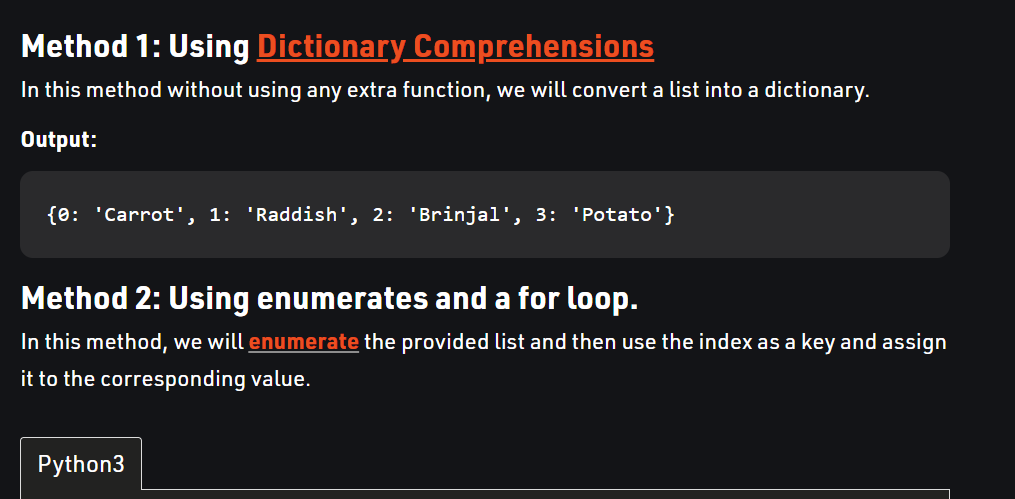 Method 1: Using Dictionary Comprehensions
In this method without using any extra function, we will convert a list into a dictionary.
Output:
{0: 'Carrot', 1: 'Raddish', 2: 'Brinjal', 3: 'Potato'}
Method 2: Using enumerates and a for loop.
In this method, we will enumerate the provided list and then use the index as a key and assign
it to the corresponding value.
Python3